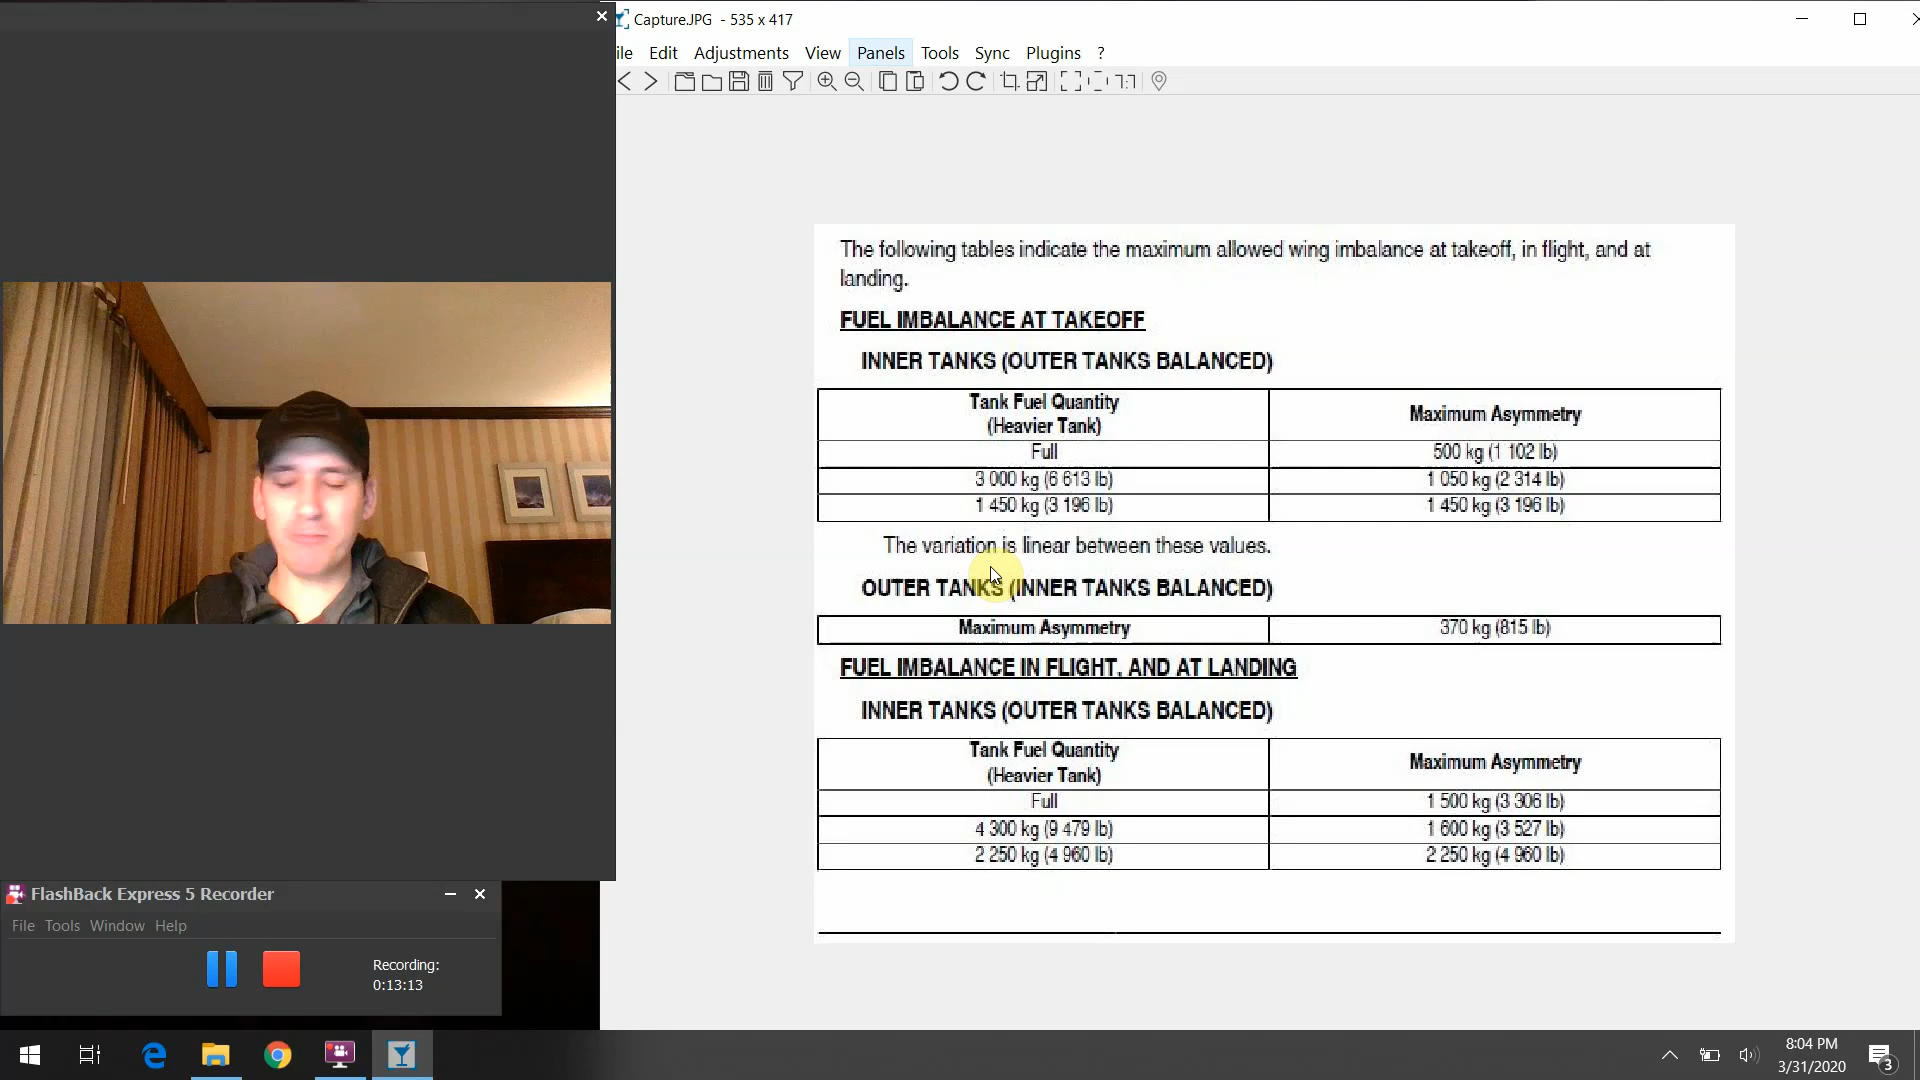 Capture.JPG - 535 x 417
ile Edit Adjustments View Panels Tools Sync Plugins ?
The following tables indicate the maximum allowed wing imbalance at takeoff, in flight, and at
landing.
FUEL IMBALANCE AT TAKEOFF
INNER TANKS (OUTER TANKS BALANCED)
Tank Fuel Quantity
(Heavier Tank)
Maximum Asymmetry
Full 500 kg (1 102 lb)
3 000 kg (6 613 lb) 1 050 kg (2 314 lb)
1 450 kg (3 196 lb) 1 450 kg (3 196 lb)
The variation is linear between these values.
OUTER TANKS (INNER TANKS BALANCED)
Maximum Asymmetry 370 kg (815 lb)
FUEL IMBALANCE IN FLIGHT, AND AT LANDING
INNER TANKS (OUTER TANKS BALANCED)
Tank Fuel Quantity
(Heavier Tank)
Maximum Asymmetry
Full 1 500 kg (3 306 lb)
4 300 kg (9 479 lb) 1 600 kg (3 527 lb)
2 250 kg (4 960 lb) 2 250 kg (4 960 lb)
FlashBack Express 5 Recorder
File Tools Window Help
Recording:
0:13:13
8:04 PM
3/31/2020
3